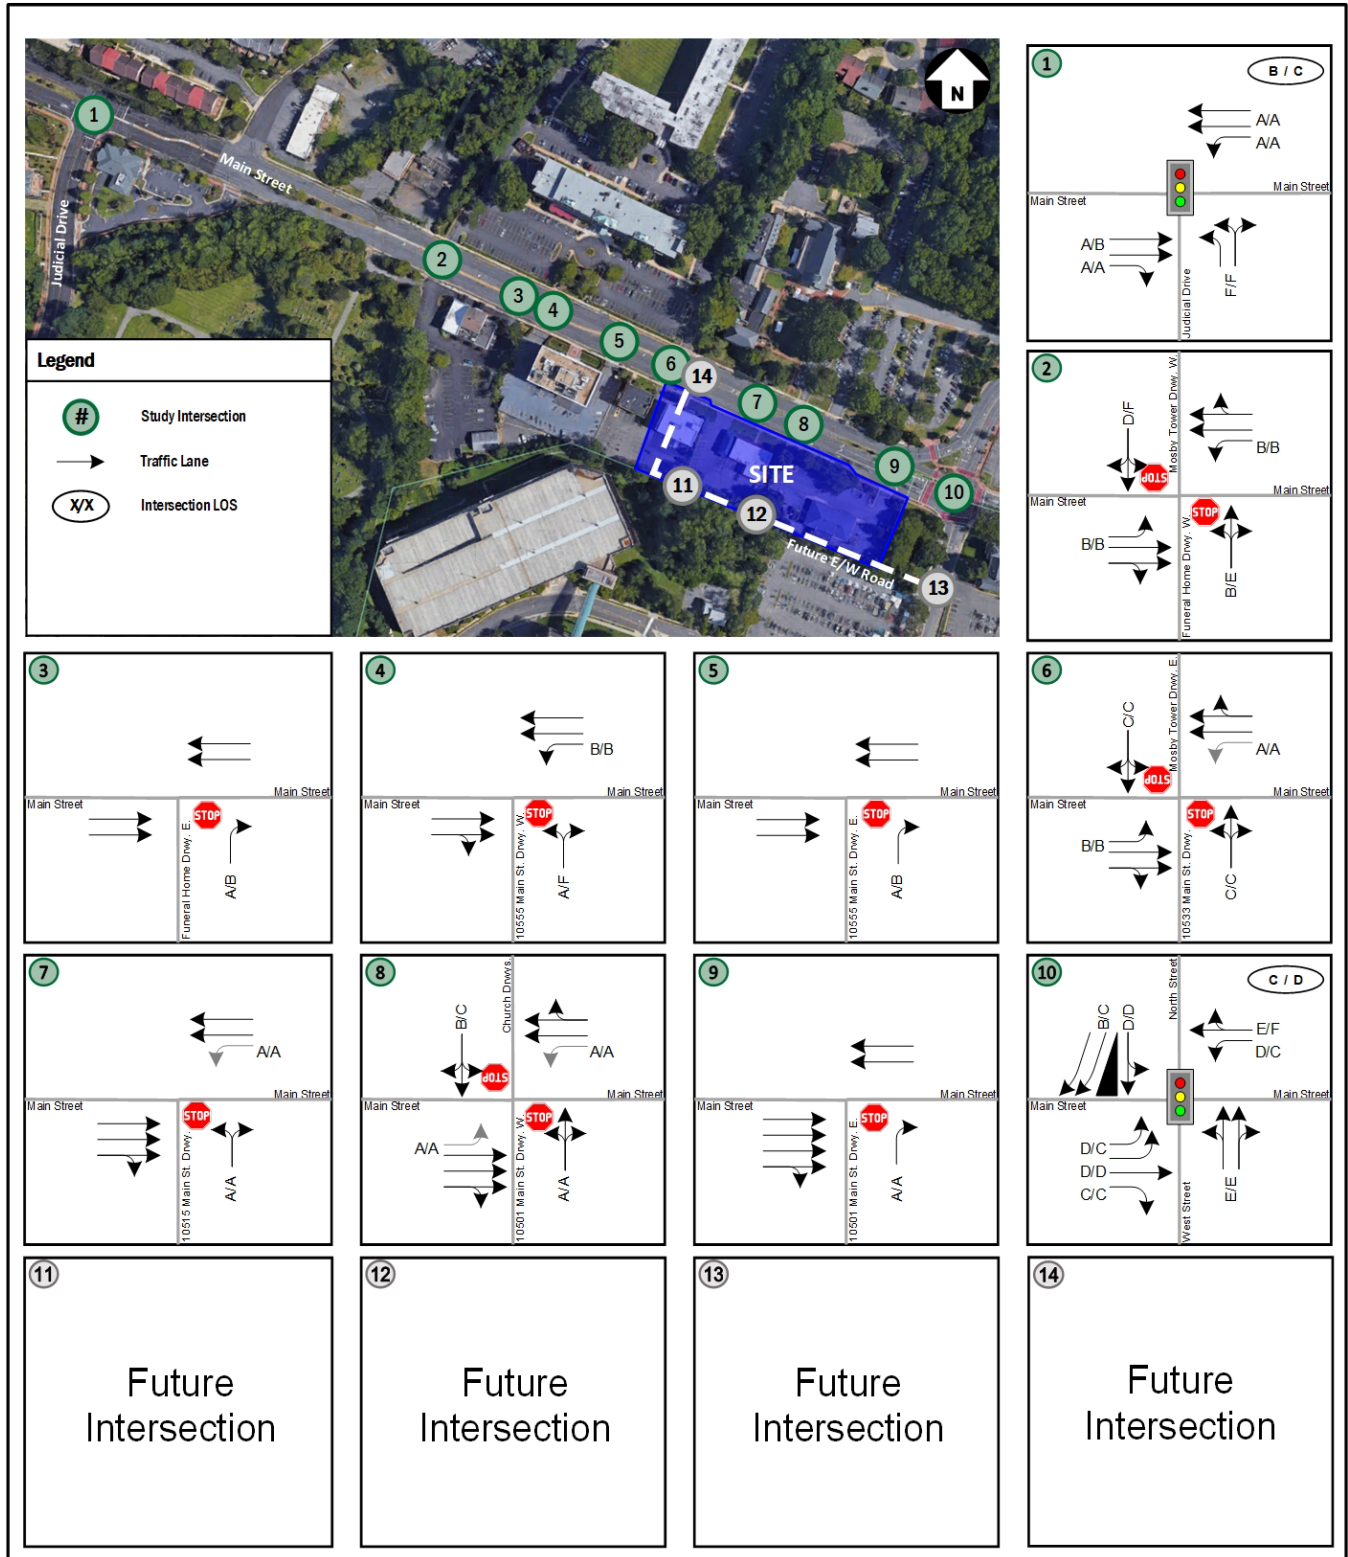 N
1
Main Street
Judicial Drive
2
3
4
5
6
14
7
8
9
10
SITE
11
12
Future E/W Road
13
Legend
#
Study Intersection
Traffic Lane
X/X
Intersection LOS
1
B / C
A/A
A/A
Main Street
Main Street
A/B
A/A
Judicial Drive
F/F
2
D/F
Mosby Tower Drwy. W.
B/B
STOP
Main Street
Main Street
STOP
B/B
Funeral Home Drwy. W.
B/E
3
Main Street
Main Street
STOP
Funeral Home Drwy. E.
A/B
4
B/B
Main Street
Main Street
STOP
10555 Main St. Drwy. W.
A/F
5
Main Street
Main Street
STOP
10555 Main St. Drwy. E.
A/B
6
C/C
Mosby Tower Drwy. E.
A/A
STOP
Main Street
Main Street
STOP
B/B
10533 Main St. Drwy.
C/C
7
A/A
Main Street
Main Street
STOP
10515 Main St. Drwy.
A/A
8
B/C
Church Drwys.
A/A
STOP
Main Street
Main Street
STOP
A/A
10501 Main St. Drwy. W.
A/A
9
Main Street
Main Street
STOP
10501 Main St. Drwy. E.
A/A
10
C / D
B/C
D/D
North Street
E/F
D/C
Main Street
Main Street
D/C
D/D
C/C
West Street
E/E
11
Future
Intersection
12
Future
Intersection
13
Future
Intersection
14
Future
Intersection